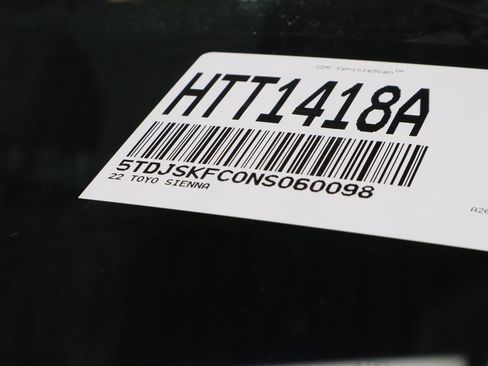 CDK VehicleScan™
HTT1418A
5TDJSKFC0NS060098
22 TOYO SIENNA
A26